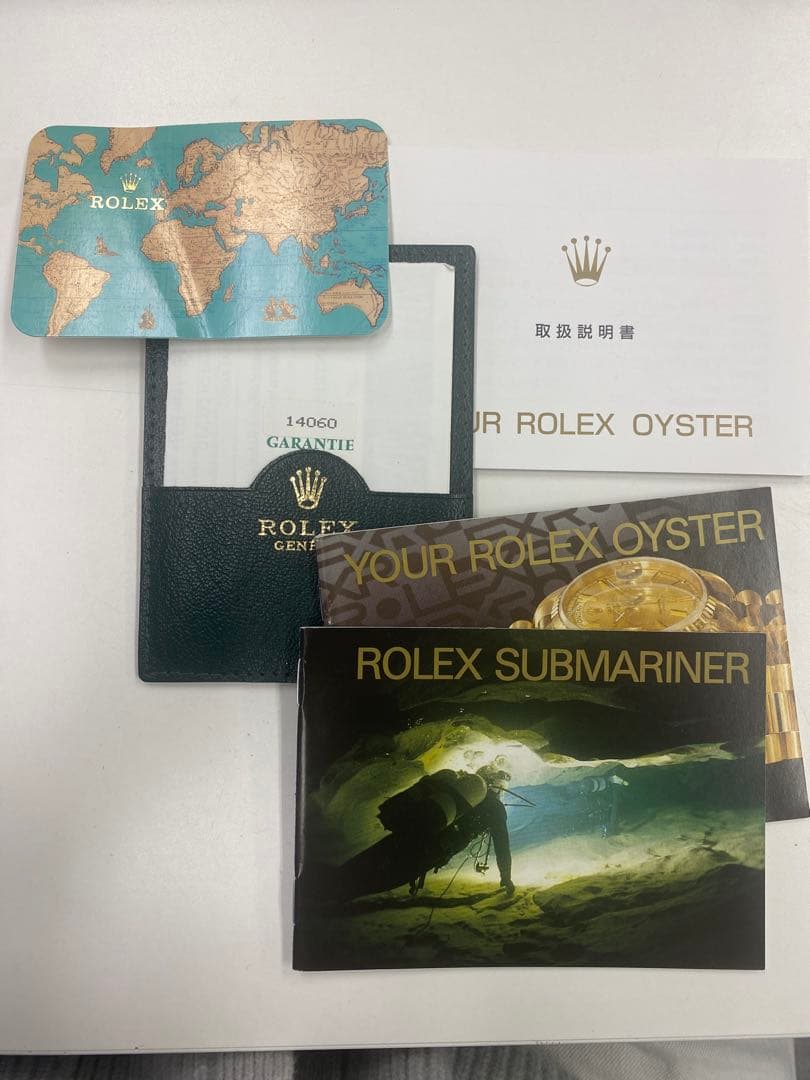 ROLEX
取扱説明書
UR ROLEX OYSTER
14060
GARANTIE
ROLEX
YOUR ROLEX OYSTER
ROLEX SUBMARINER